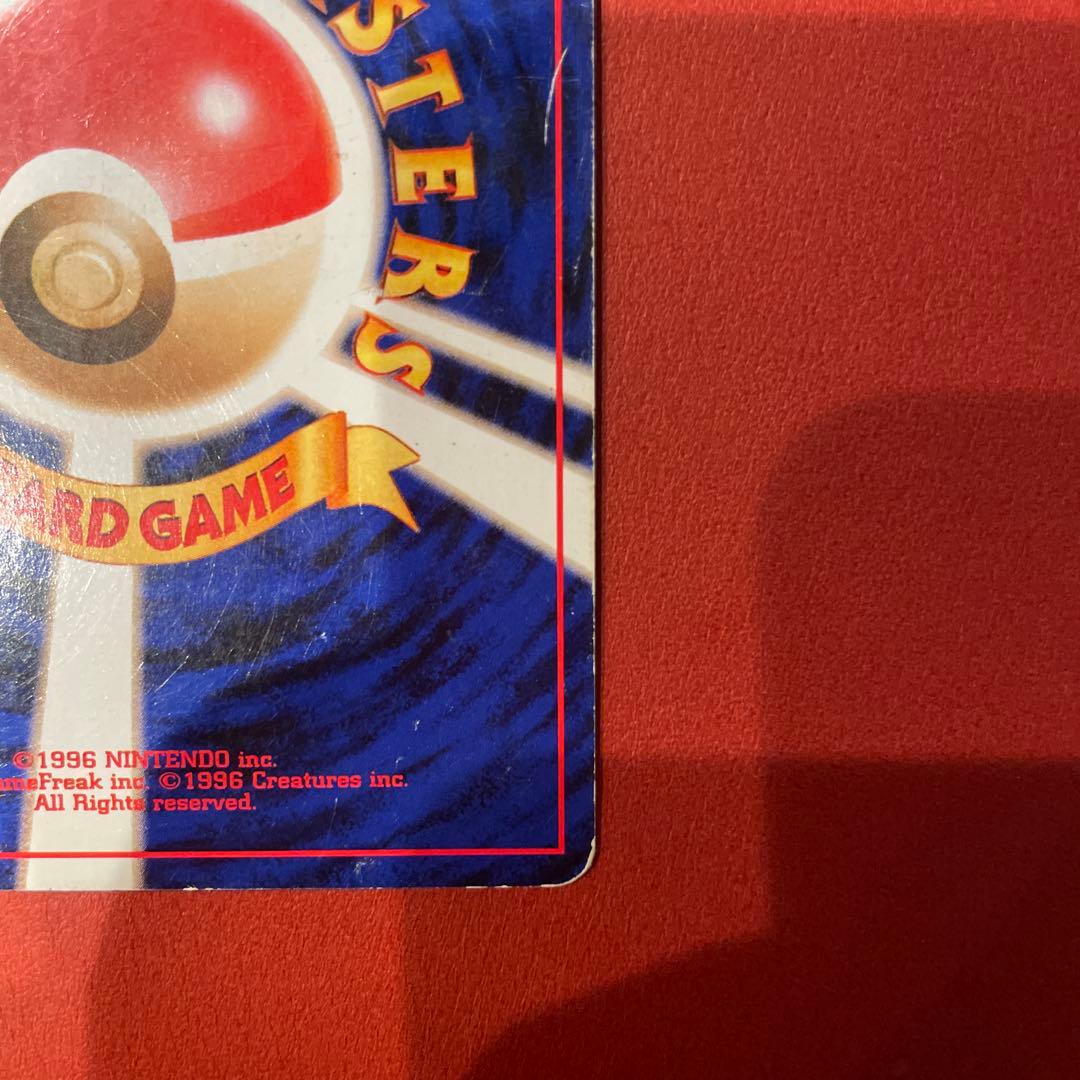 STERS
ARD GAME
©1996 NINTENDO inc.
meFreak inc. ©1996 Creatures inc.
All Rights reserved.